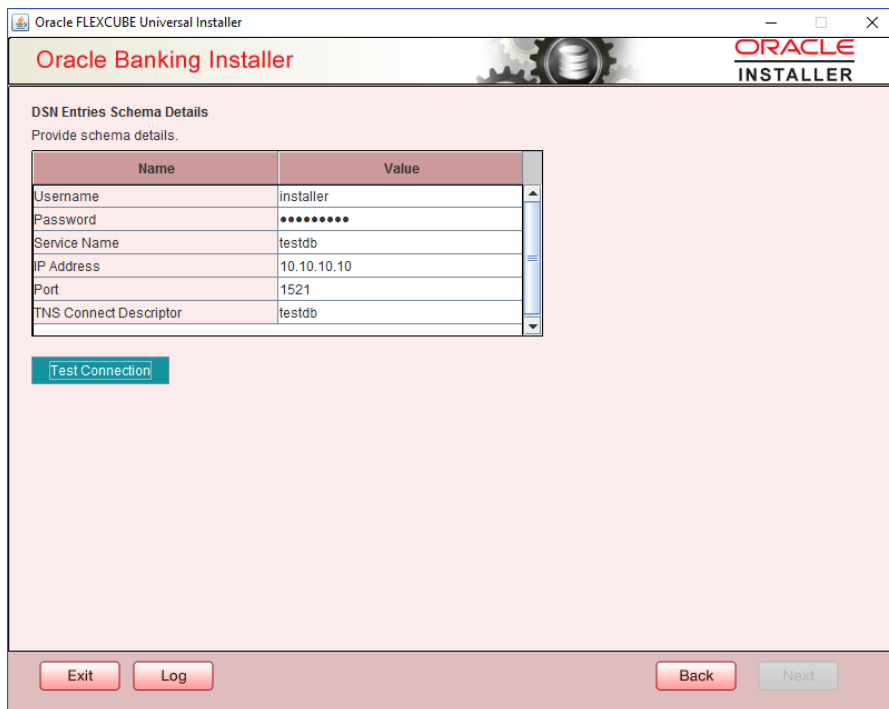 Oracle FLEXCUBE Universal Installer
Oracle Banking Installer
ORACLE
INSTALLER
DSN Entries Schema Details
Provide schema details.
Name Value
Username installer
Password •••••••••
Service Name testdb
IP Address 10.10.10.10
Port 1521
TNS Connect Descriptor testdb
Test Connection
Exit Log Back Next